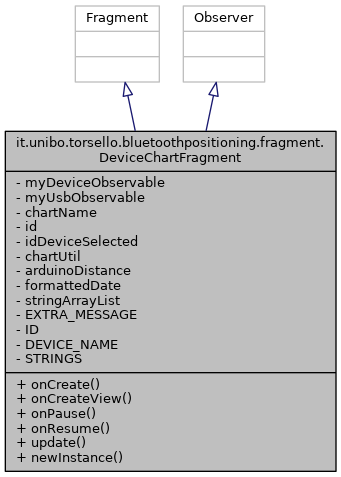 Fragment
Observer
it.unibo.torsello.bluetoothpositioning.fragment.
DeviceChartFragment
- myDeviceObservable
- myUsbObservable
- chartName
- id
- idDeviceSelected
- chartUtil
- arduinoDistance
- formattedDate
- stringArrayList
- EXTRA_MESSAGE
- ID
- DEVICE_NAME
- STRINGS
+ onCreate()
+ onCreateView()
+ onPause()
+ onResume()
+ update()
+ newInstance()